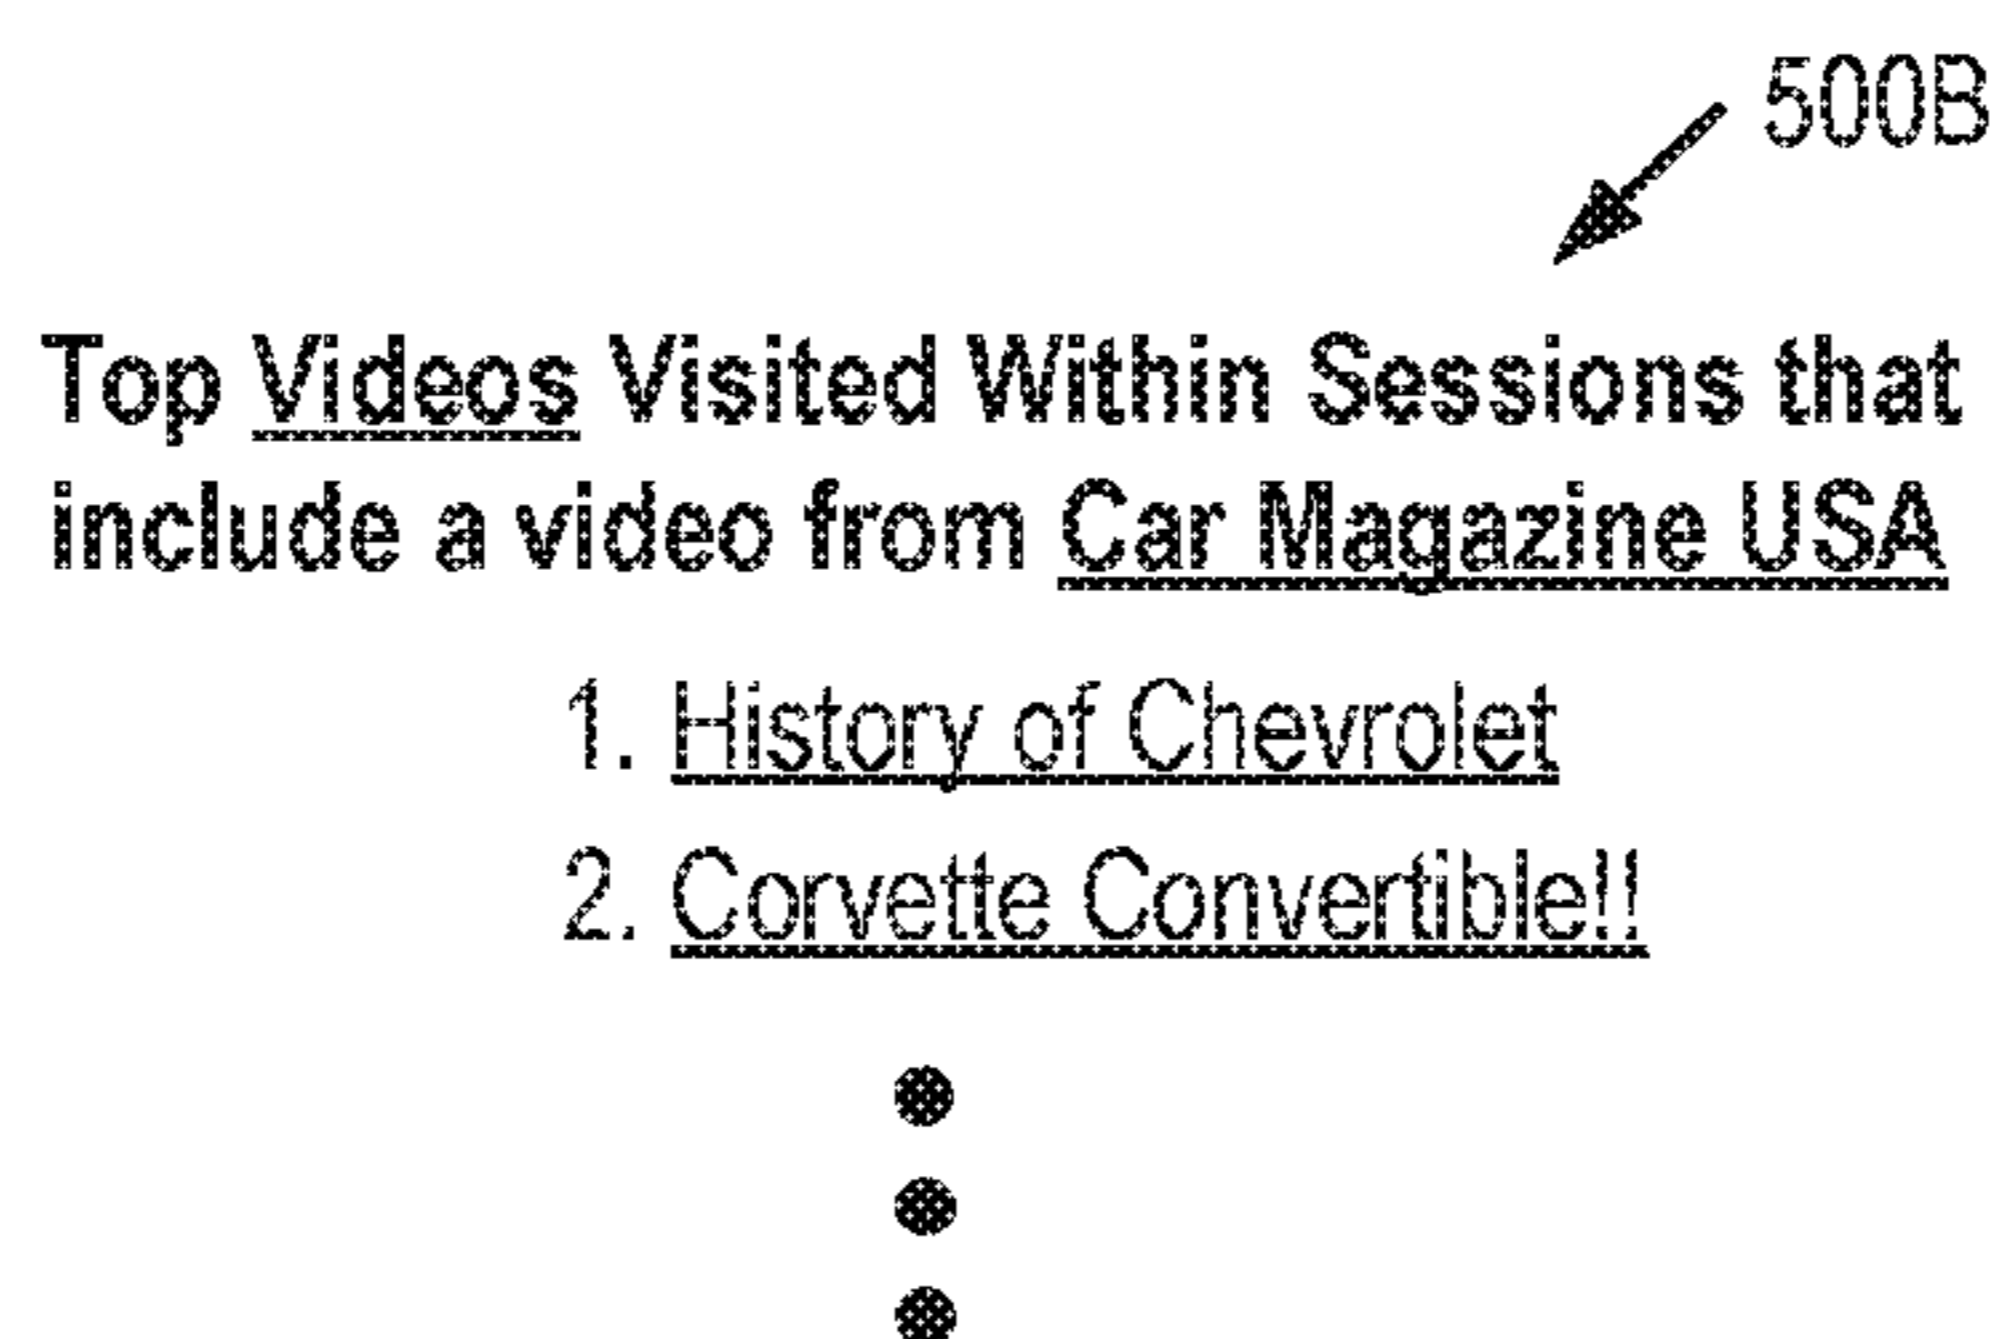 500B
Top Videos Visited Within Sessions that
include a video from Car Magazine USA
1. History of Chevrolet
2. Corvette Convertible!!